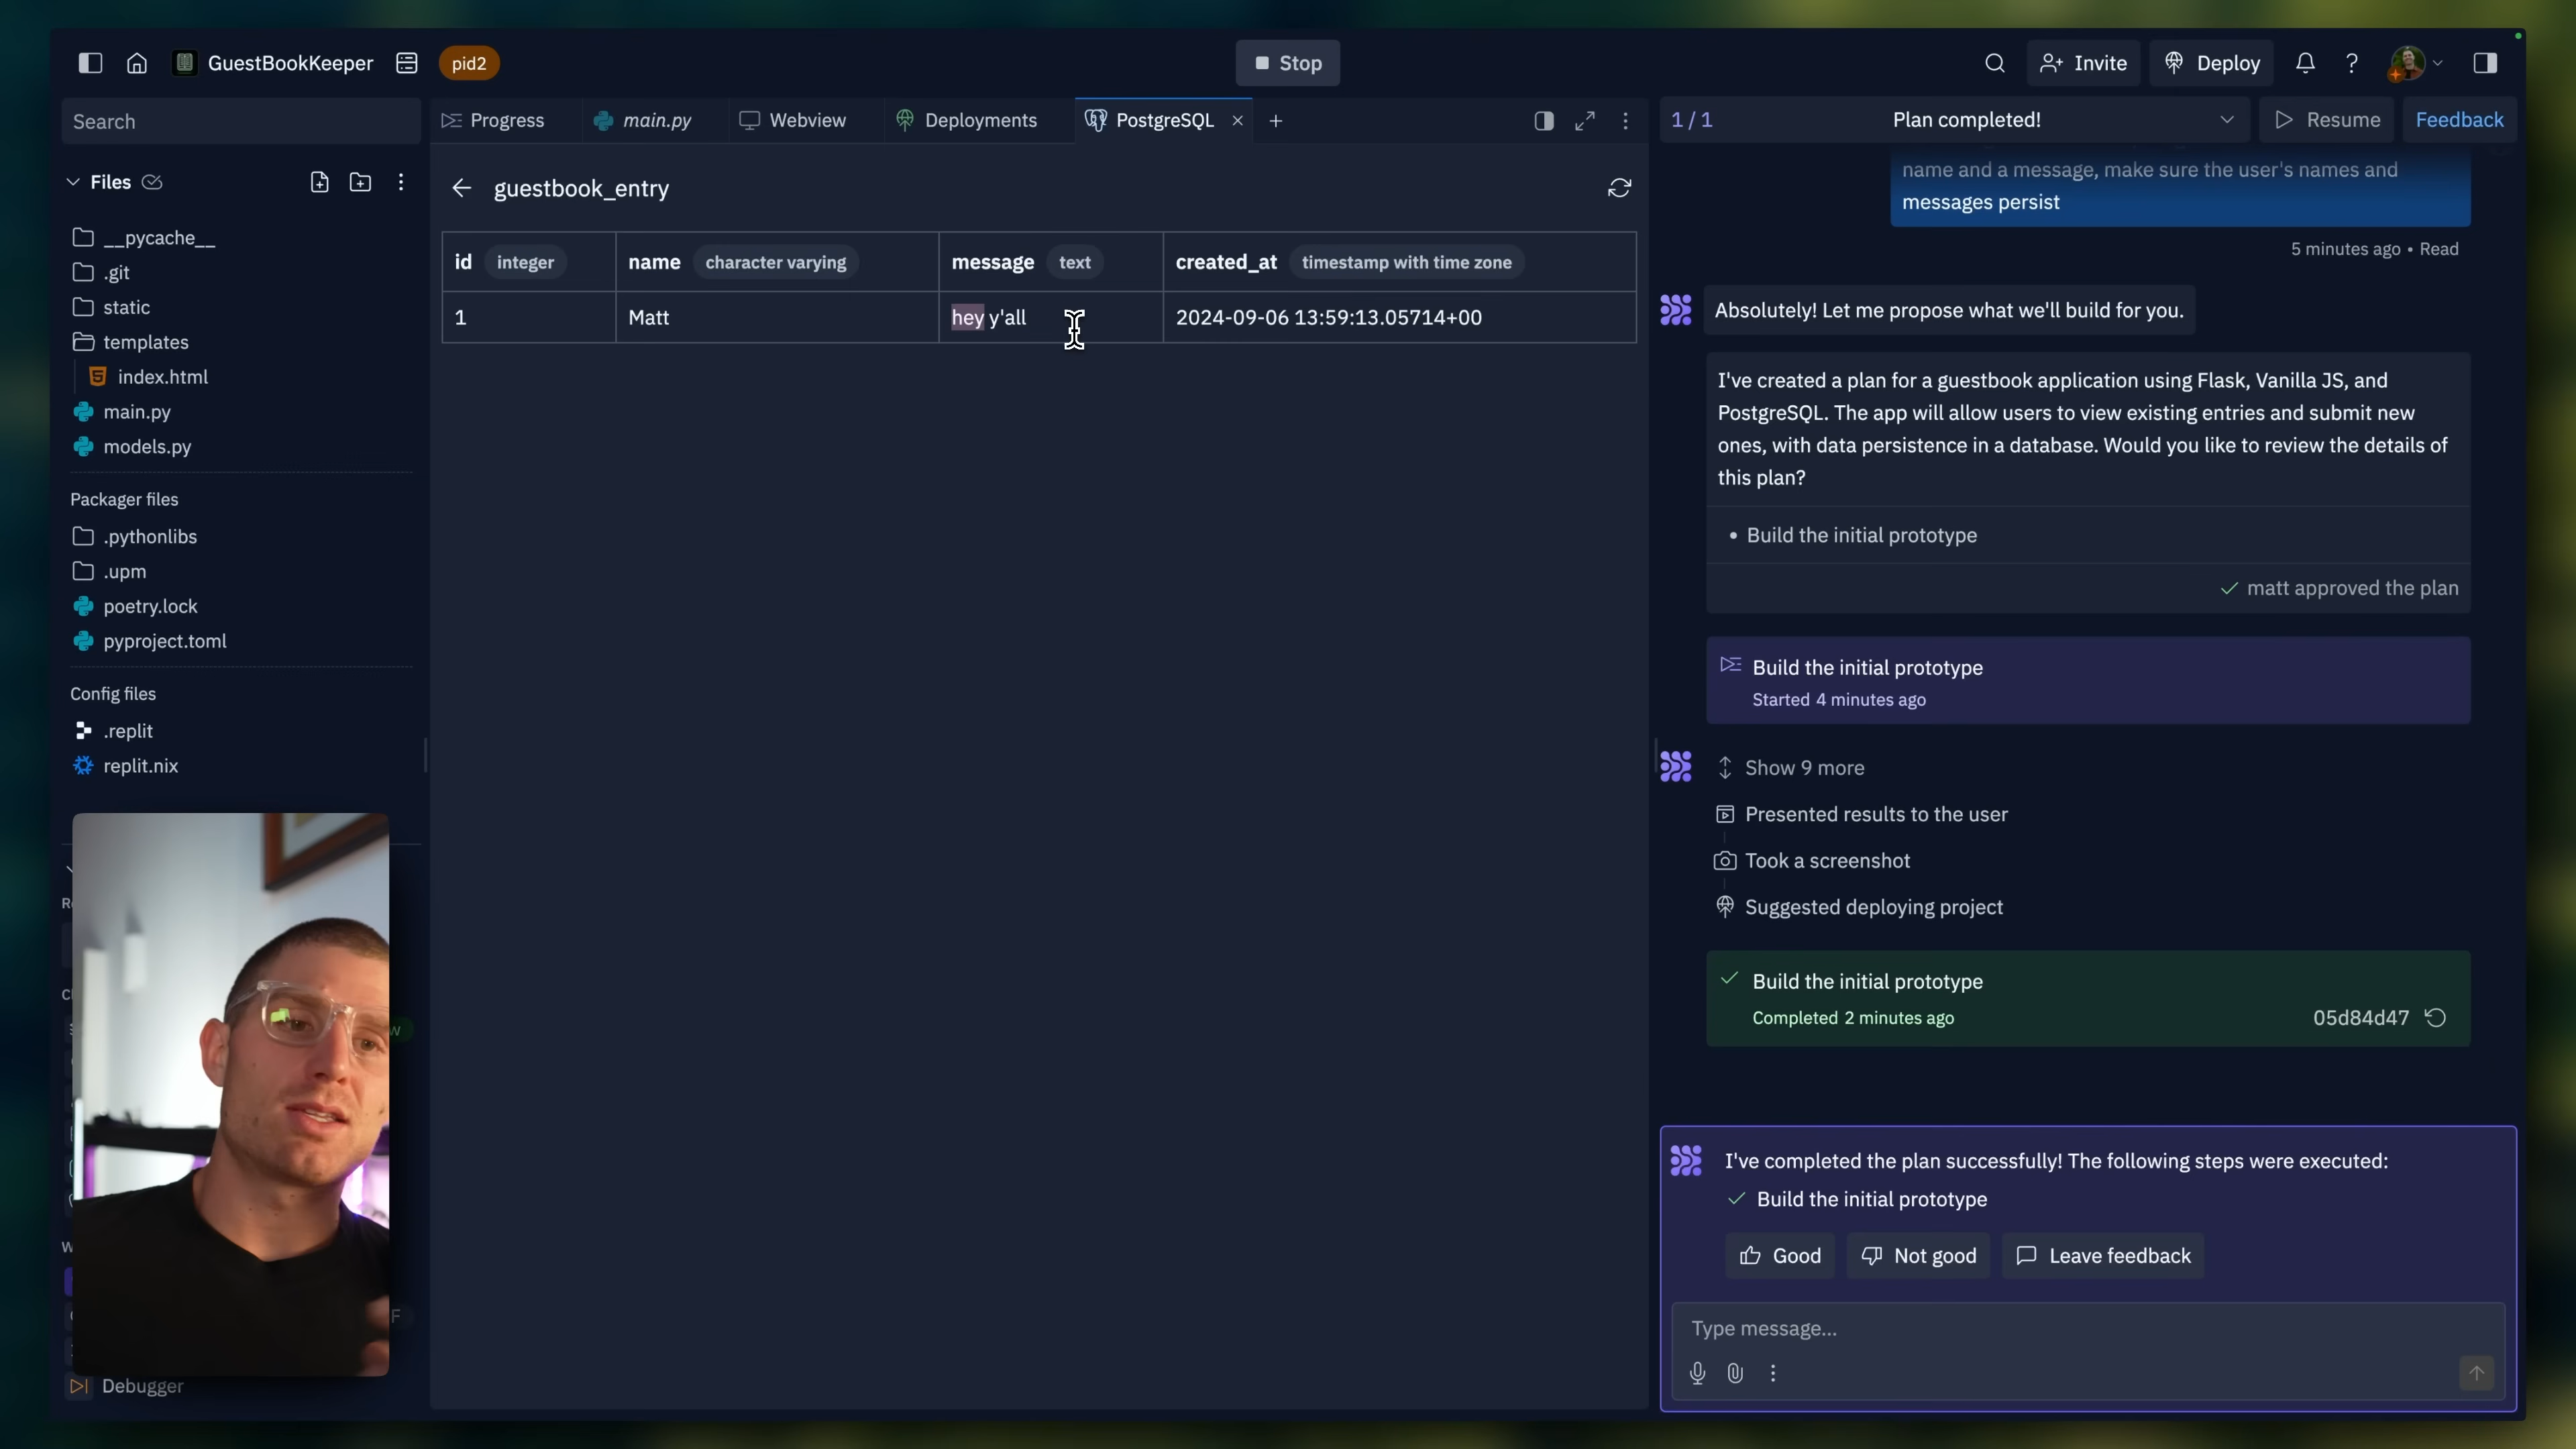 GuestBookKeeper
pid2
Stop
Invite
Deploy
Search
Files
__pycache__
.git
static
templates
index.html
main.py
models.py
Packager files
.pythonlibs
.upm
poetry.lock
pyproject.toml
Config files
.replit
replit.nix
Debugger
Progress
main.py
Webview
Deployments
PostgreSQL
guestbook_entry
id integer name character varying message text created_at timestamp with time zone
1 Matt hey y'all 2024-09-06 13:59:13.05714+00
1 / 1 Plan completed!
Resume
Feedback
name and a message, make sure the user's names and
messages persist
5 minutes ago • Read
Absolutely! Let me propose what we'll build for you.
I've created a plan for a guestbook application using Flask, Vanilla JS, and
PostgreSQL. The app will allow users to view existing entries and submit new
ones, with data persistence in a database. Would you like to review the details of
this plan?
• Build the initial prototype
matt approved the plan
Build the initial prototype
Started 4 minutes ago
Show 9 more
Presented results to the user
Took a screenshot
Suggested deploying project
Build the initial prototype
Completed 2 minutes ago
05d84d47
I've completed the plan successfully! The following steps were executed:
Build the initial prototype
Good
Not good
Leave feedback
Type message...